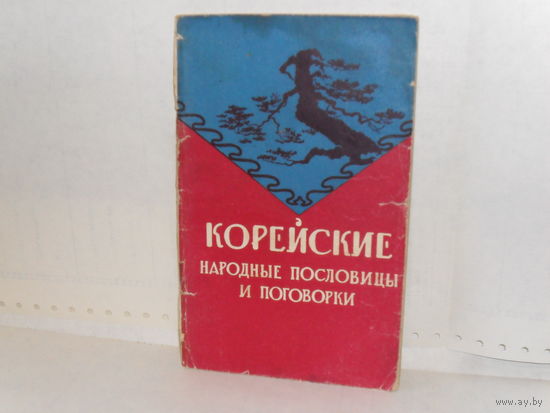 КОРЕЙСКИЕ
НАРОДНЫЕ ПОСЛОВИЦЫ
И ПОГОВОРКИ
© www.ay.by